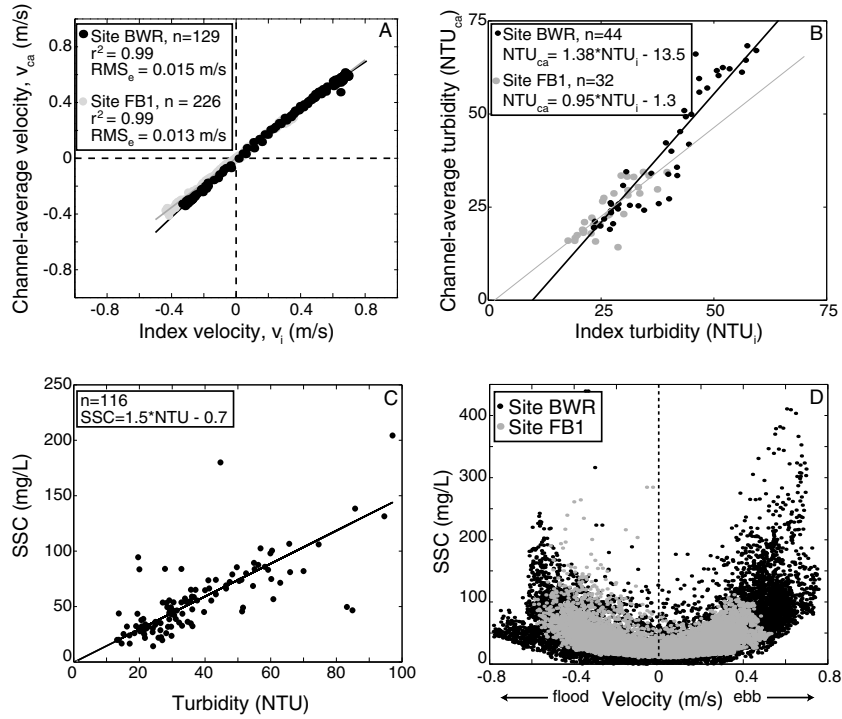 A
Site BWR, n=129
r² = 0.99
RMSₑ = 0.015 m/s
Site FB1, n = 226
r² = 0.99
RMSₑ = 0.013 m/s
Channel-average velocity, v_ca (m/s)
0.8
0.4
0
-0.4
-0.8
-0.8 -0.4 0 0.4 0.8
Index velocity, v_i (m/s)
B
Site BWR, n=44
NTU_ca= 1.38*NTU_i - 13.5
Site FB1, n=32
NTU_ca= 0.95*NTU_i - 1.3
Channel-average turbidity (NTU_ca)
75
50
25
0
0 25 50 75
Index turbidity (NTU_i)
C
n=116
SSC=1.5*NTU - 0.7
SSC (mg/L)
250
200
150
100
50
0
0 20 40 60 80 100
Turbidity (NTU)
D
Site BWR
Site FB1
SSC (mg/L)
400
300
200
100
0
-0.8 -0.4 0 0.4 0.8
flood Velocity (m/s) ebb